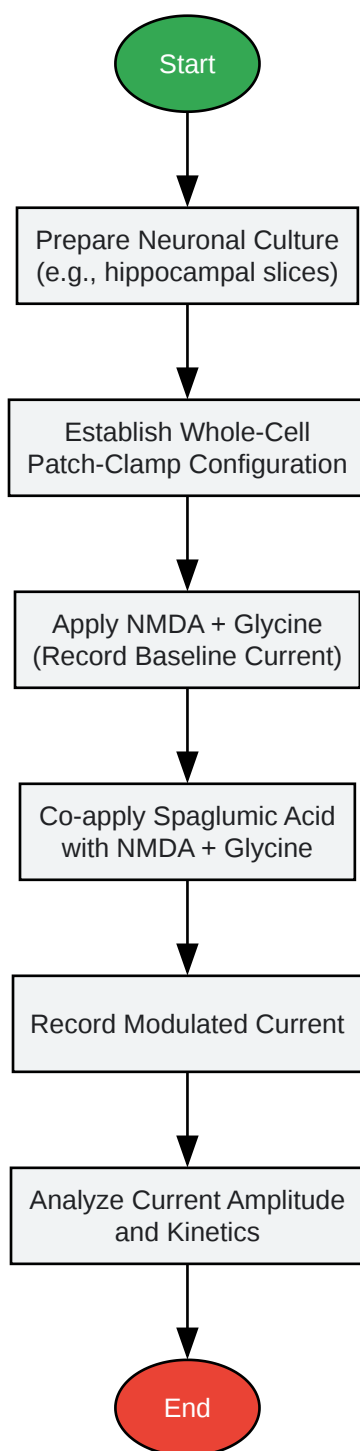 Start
Prepare Neuronal Culture
(e.g., hippocampal slices)
Establish Whole-Cell
Patch-Clamp Configuration
Apply NMDA + Glycine
(Record Baseline Current)
Co-apply Spaglumic Acid
with NMDA + Glycine
Record Modulated Current
Analyze Current Amplitude
and Kinetics
End